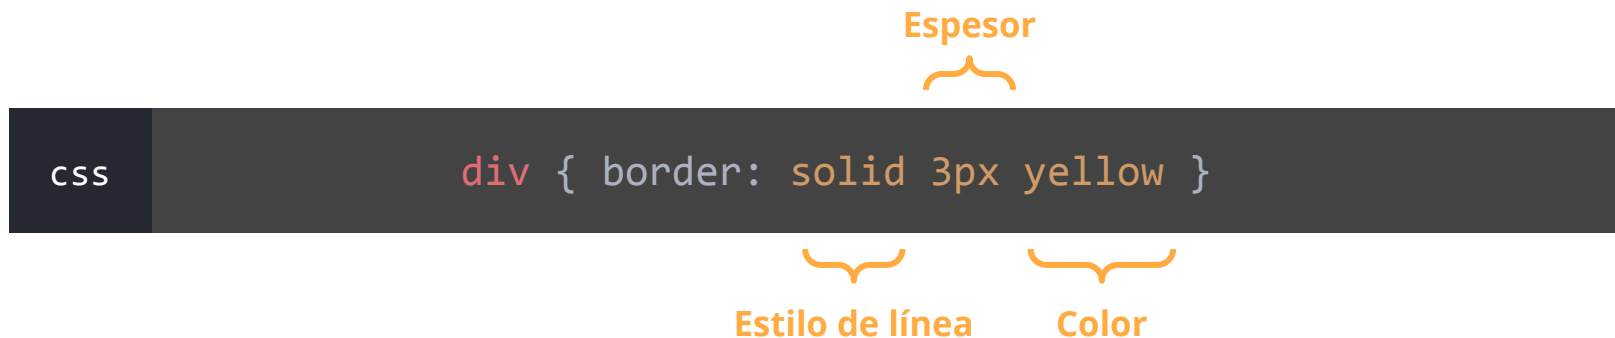 Espesor
css
div { border: solid 3px yellow }
Estilo de línea
Color